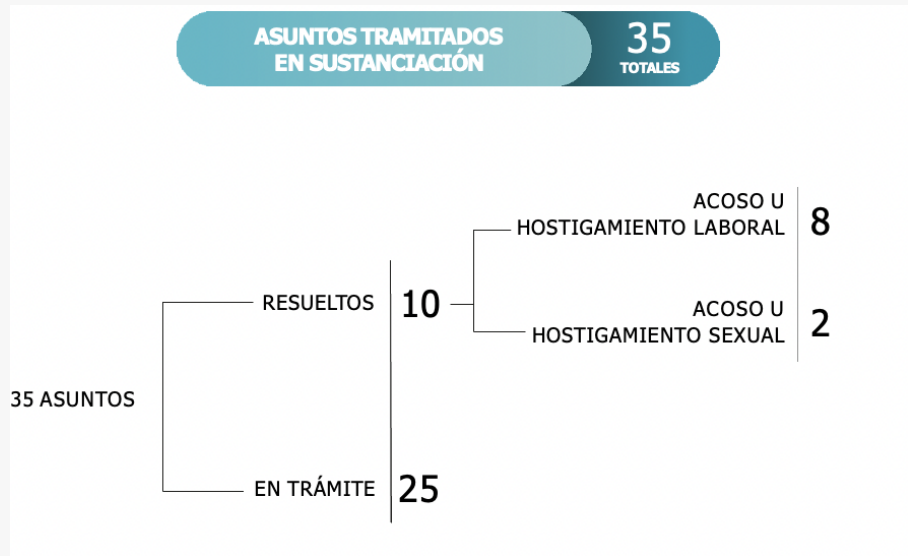 ASUNTOS TRAMITADOS
EN SUSTANCIACIÓN
35
TOTALES
35 ASUNTOS
RESUELTOS
10
ACOSO U
HOSTIGAMIENTO LABORAL
8
ACOSO U
HOSTIGAMIENTO SEXUAL
2
EN TRÁMITE
25